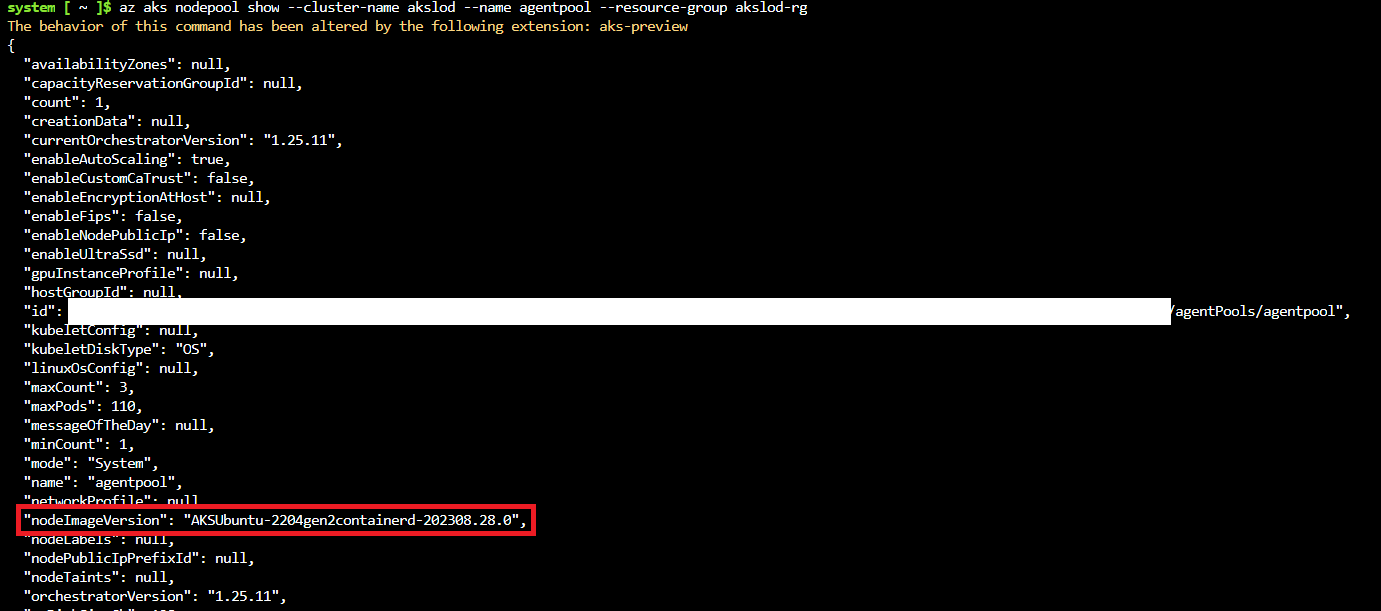 system [ ~ ]$ az aks nodepool show --cluster-name akslod --name agentpool --resource-group akslod-rg
The behavior of this command has been altered by the following extension: aks-preview
{
  "availabilityZones": null,
  "capacityReservationGroupId": null,
  "count": 1,
  "creationData": null,
  "currentOrchestratorVersion": "1.25.11",
  "enableAutoScaling": true,
  "enableCustomCaTrust": false,
  "enableEncryptionAtHost": null,
  "enableFips": false,
  "enableNodePublicIp": false,
  "enableUltraSsd": null,
  "gpuInstanceProfile": null,
  "hostGroupId": null,
  "id": /agentPools/agentpool",
  "kubeletConfig": null,
  "kubeletDiskType": "OS",
  "linuxOsConfig": null,
  "maxCount": 3,
  "maxPods": 110,
  "messageOfTheDay": null,
  "minCount": 1,
  "mode": "System",
  "name": "agentpool",
  "networkProfile": null
  "nodeImageVersion": "AKSUbuntu-2204gen2containerd-202308.28.0",
  "nodeLabels": null,
  "nodePublicIpPrefixId": null,
  "nodeTaints": null,
  "orchestratorVersion": "1.25.11",